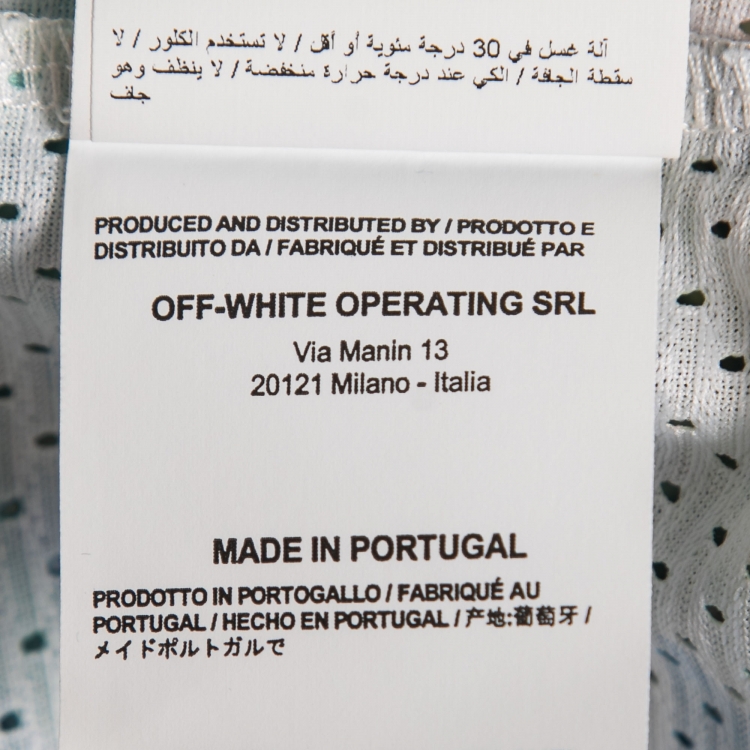 آلة غسل في 30 درجة مئوية أو أقل / لا تستخدم الكلور / لا
سقطة الجافة / الكي عند درجة حرارة منخفضة / لا ينظف وهو
جاف
PRODUCED AND DISTRIBUTED BY / PRODOTTO E
DISTRIBUITO DA / FABRIQUÉ ET DISTRIBUÉ PAR
OFF-WHITE OPERATING SRL
Via Manin 13
20121 Milano - Italia
MADE IN PORTUGAL
PRODOTTO IN PORTOGALLO / FABRIQUÉ AU
PORTUGAL / HECHO EN PORTUGAL / 产地:葡萄牙 /
メイドポルトガルで